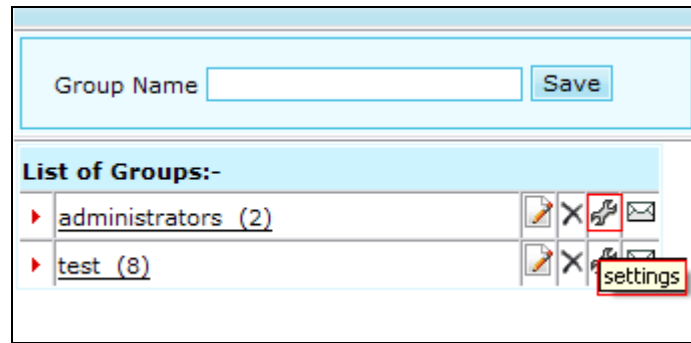 Group Name Save
List of Groups:-
administrators (2)
test (8)
settings